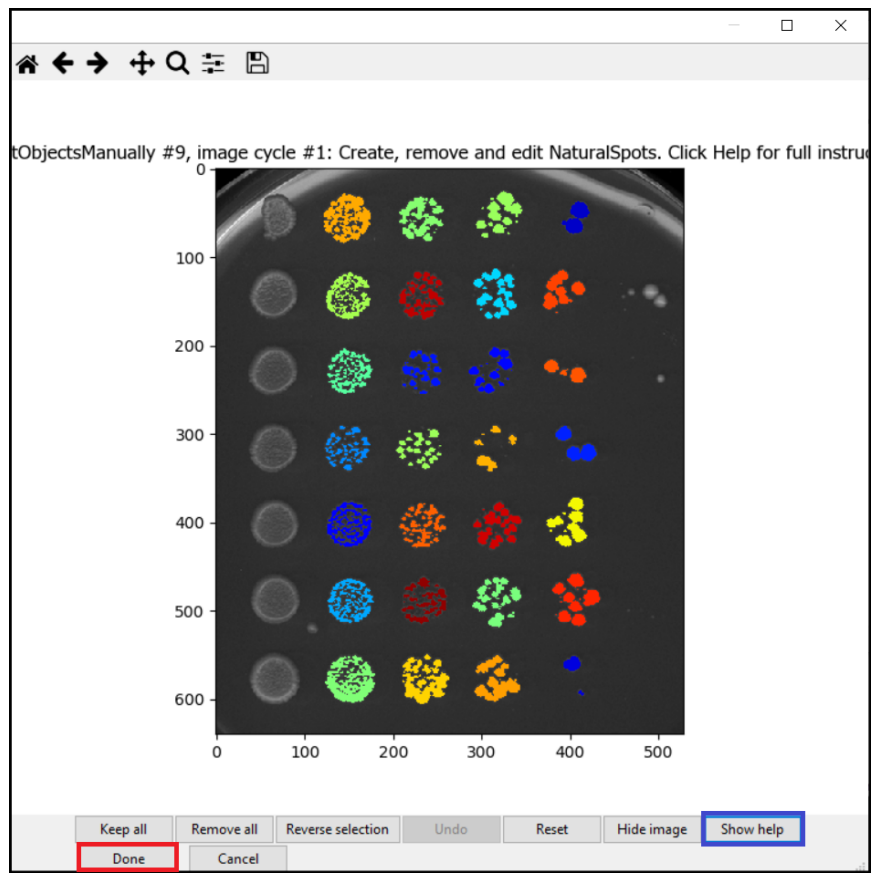 tObjectsManually #9, image cycle #1: Create, remove and edit NaturalSpots. Click Help for full instruc
0
100
200
300
400
500
600
0 100 200 300 400 500
Keep all Remove all Reverse selection Undo Reset Hide image Show help
Done Cancel